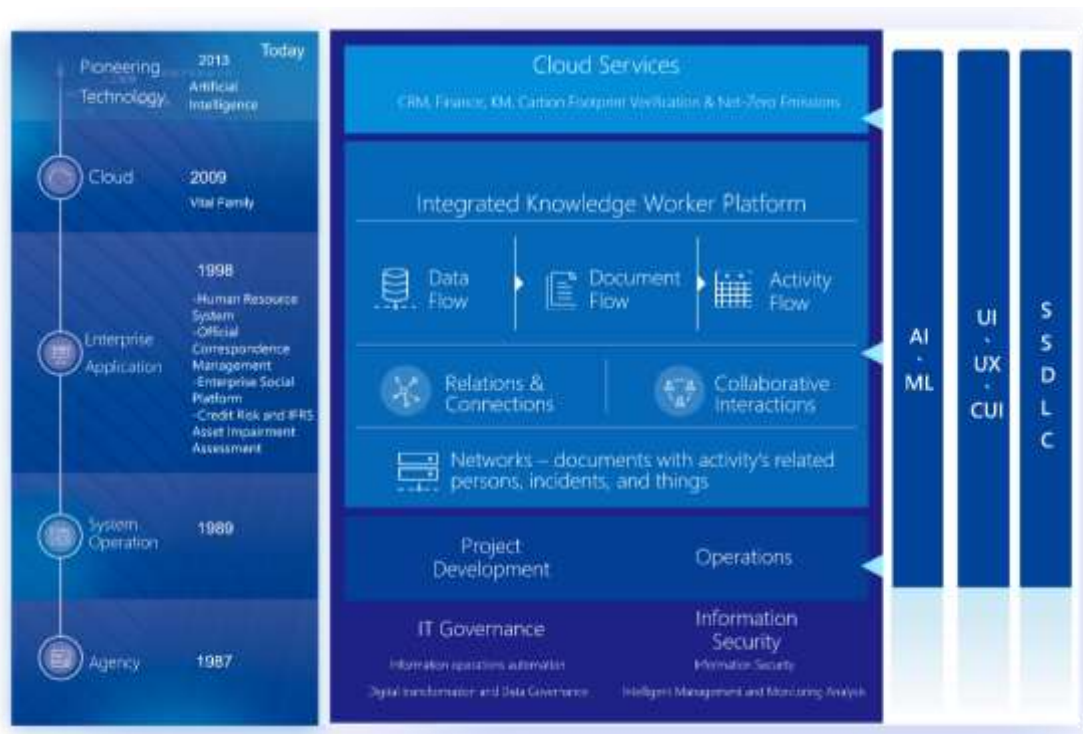 Today
Pioneering
Technology
2013
Artificial
Intelligence
Cloud
2009
Vital Family
Enterprise
Application
1998
-Human Resource
System
-Official
Correspondence
Management
-Enterprise Social
Platform
-Credit Risk and IFRS
Asset Impairment
Assessment
System
Operation
1989
Agency
1987
Cloud Services
CRM, Finance, KM, Carbon Footprint Verification & Net-Zero Emissions
Integrated Knowledge Worker Platform
Data
Flow
Document
Flow
Activity
Flow
Relations &
Connections
Collaborative
Interactions
Networks – documents with activity's related
persons, incidents, and things
Project
Development
Operations
IT Governance
Information operations automation
Digital transformation and Data Governance
Information
Security
Information Security
Intelligent Management and Monitoring Analysis
AI
、
ML
UI
、
UX
、
CUI
S
S
D
L
C